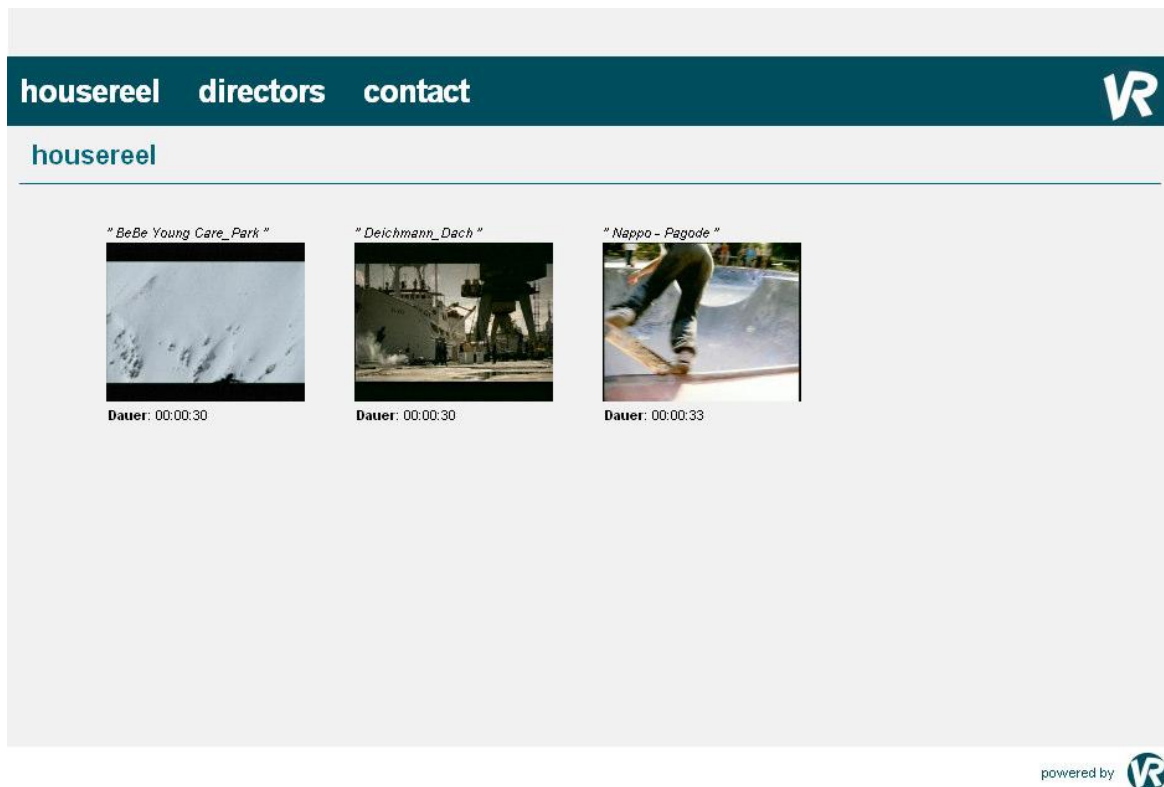 housereel directors contact VR
housereel
" BeBe Young Care_Park " " Deichmann_Dach " " Nappo - Pagode "
Dauer: 00:00:30 Dauer: 00:00:30 Dauer: 00:00:33
powered by VR